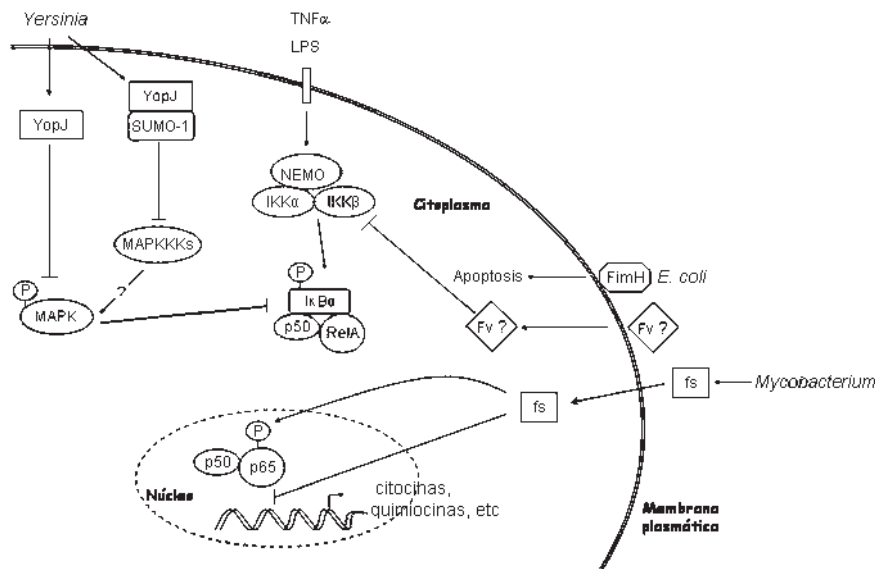 Yersinia
TNFα
LPS
YopJ
YopJ
SUMO-1
NEMO
IKKα
IKKβ
Citoplasma
MAPKKKs
Apoptosis
FimH
E. coli
P
?
P
MAPK
IκBα
p50
RelA
Fv ?
Fv ?
fs
Mycobacterium
fs
P
p50
p65
Núcleo
citocinas,
quimiocinas, etc
Membrana
plasmática